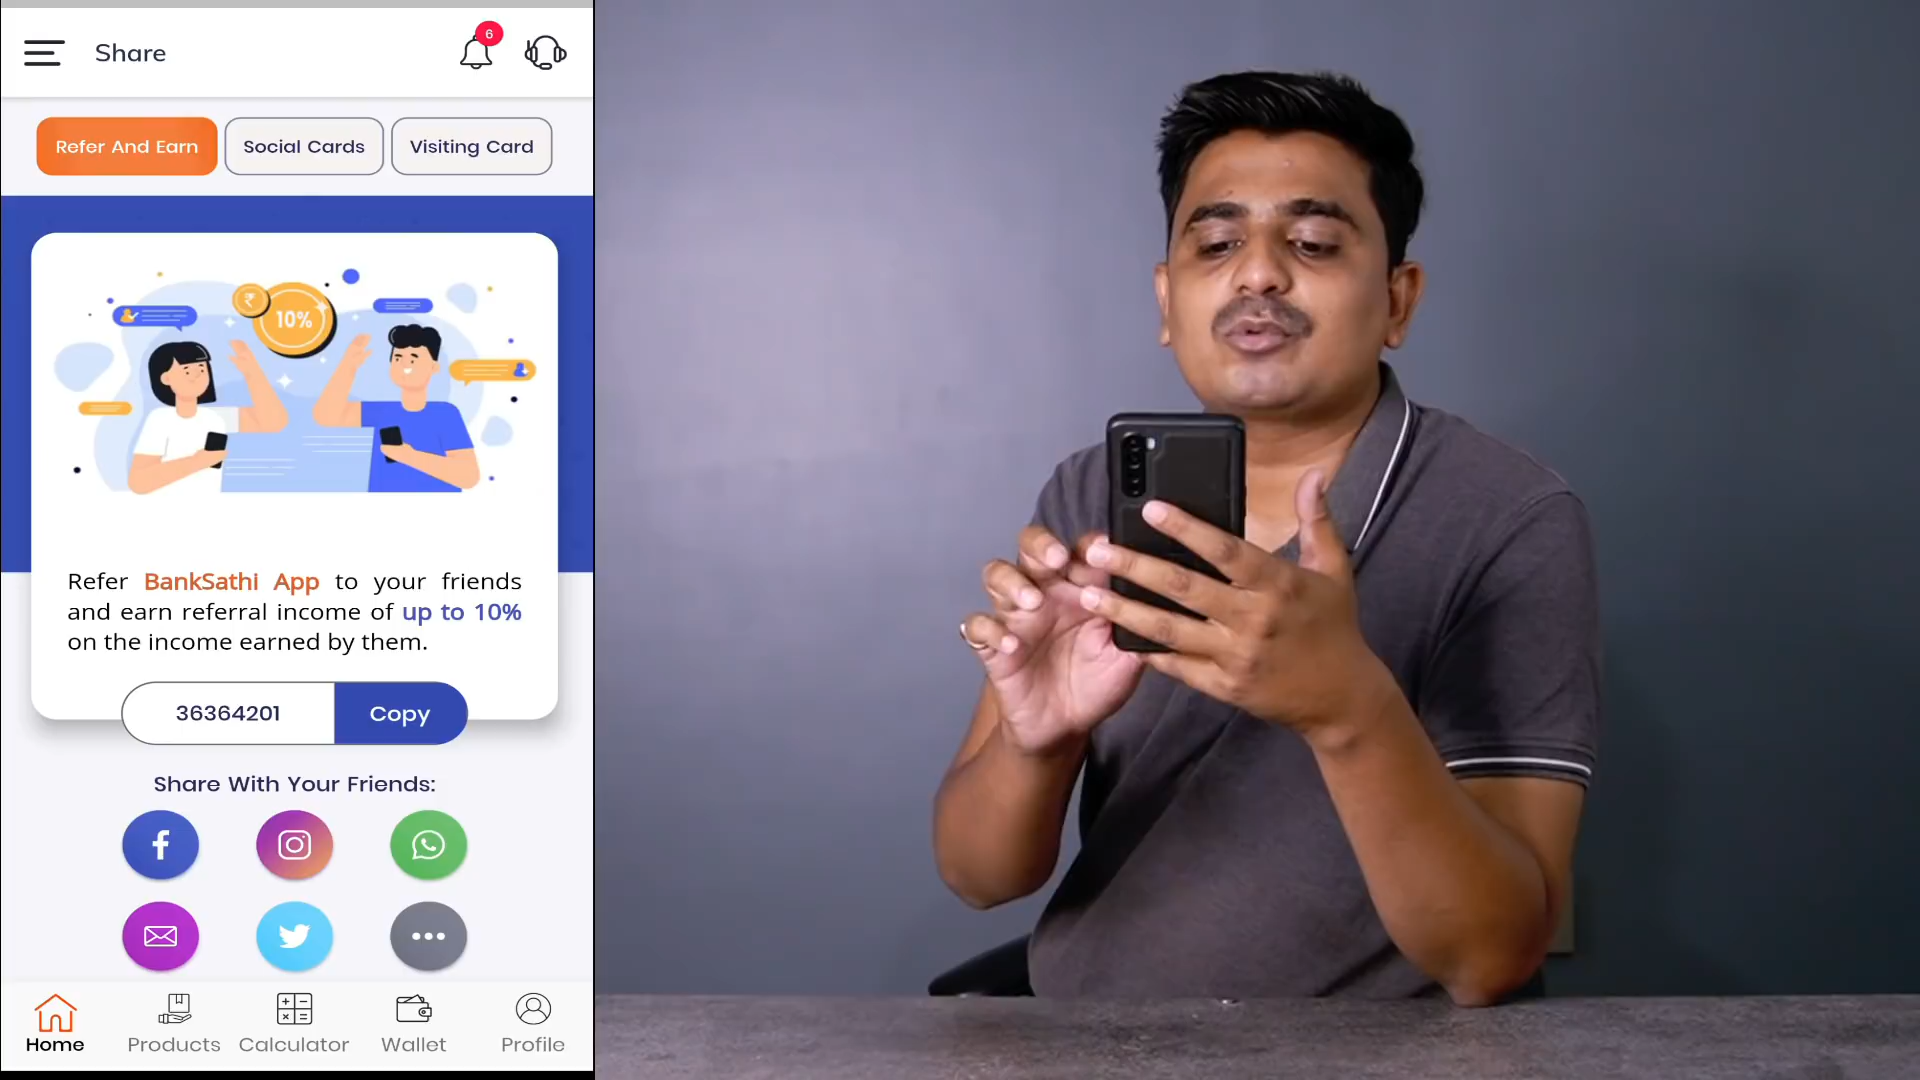 Share
6
Refer And Earn
Social Cards
Visiting Card
₹
10%
Refer BankSathi App to your friends
and earn referral income of up to 10%
on the income earned by them.
36364201
Copy
Share With Your Friends:
Home
Products
Calculator
Wallet
Profile